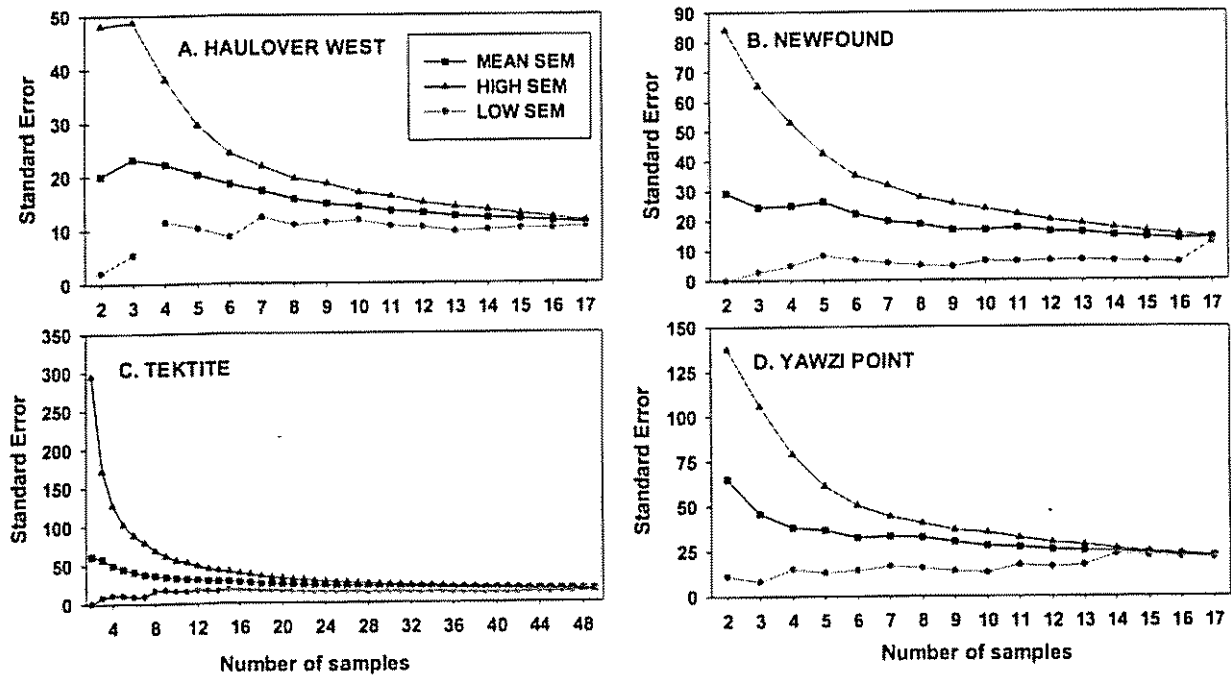 A. HAULOVER WEST
MEAN SEM
HIGH SEM
LOW SEM
Standard Error
50
40
30
20
10
0
2 3 4 5 6 7 8 9 10 11 12 13 14 15 16 17
B. NEWFOUND
Standard Error
90
80
70
60
50
40
30
20
10
0
2 3 4 5 6 7 8 9 10 11 12 13 14 15 16 17
C. TEKTITE
Standard Error
350
300
250
200
150
100
50
0
4 8 12 16 20 24 28 32 36 40 44 48
Number of samples
D. YAWZI POINT
Standard Error
150
125
100
75
50
25
0
2 3 4 5 6 7 8 9 10 11 12 13 14 15 16 17
Number of samples